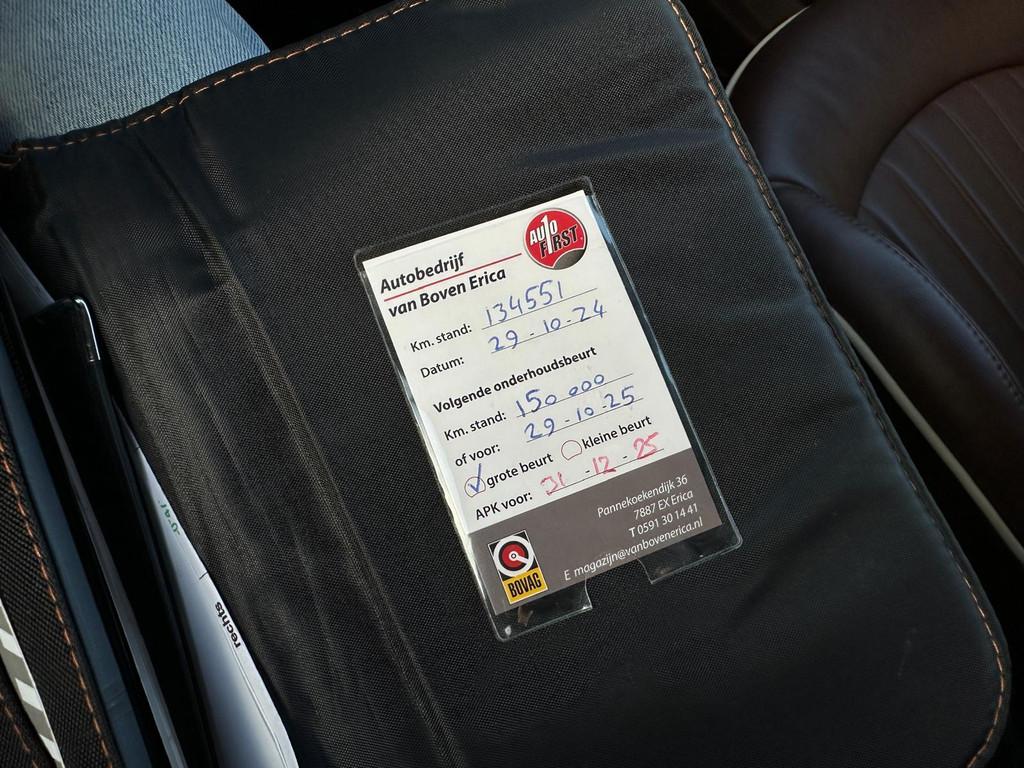 Autobedrijf
van Boven Erica
AUTO
F1RST
Km. stand: 134551
Datum: 29-10-24
Volgende onderhoudsbeurt
Km. stand: 150 000
of voor: 29-10-25
grote beurt kleine beurt
APK voor: 31-12-25
Pannekoekendijk 36
7887 EX Erica
T 0591 30 14 41
E magazijn@vanbovenerica.nl
BOVAG
rechts